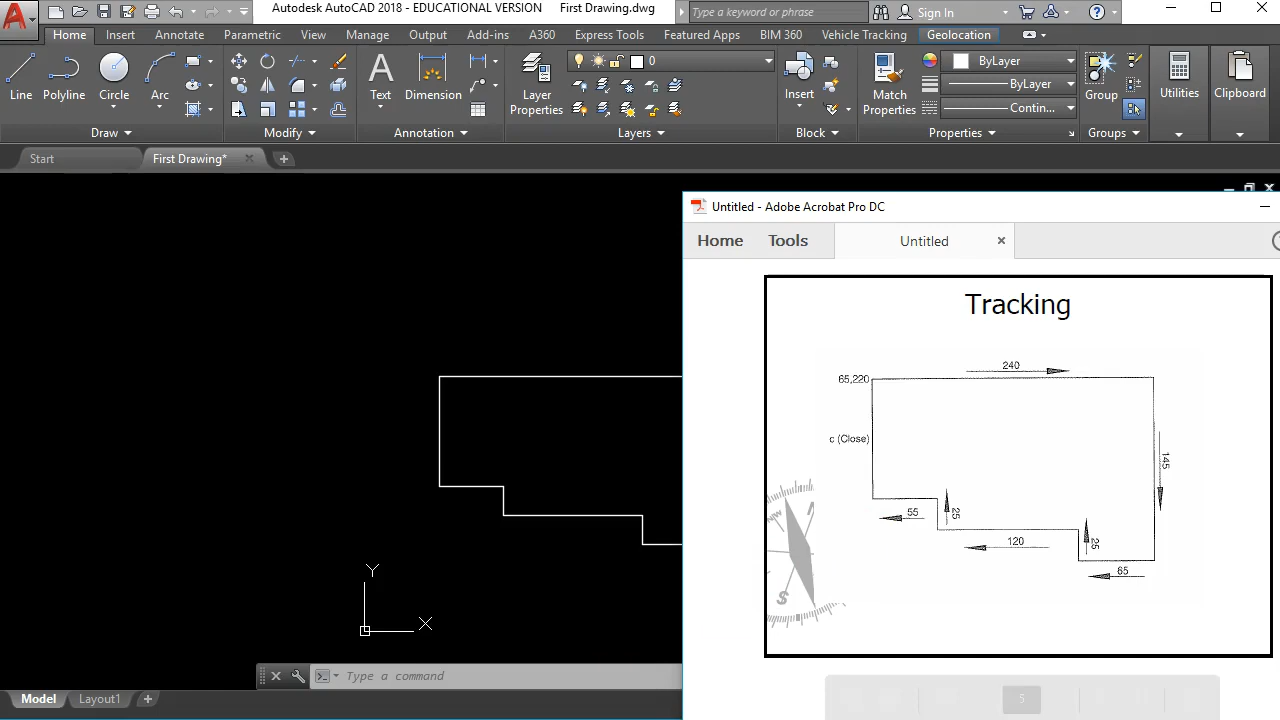 Autodesk AutoCAD 2018 - EDUCATIONAL VERSION First Drawing.dwg Type a keyword or phrase Sign In
Home Insert Annotate Parametric View Manage Output Add-ins A360 Express Tools Featured Apps BIM 360 Vehicle Tracking Geolocation
0 ByLayer
Line Polyline Circle Arc Text Dimension Layer Properties Insert Match Properties ByLayer Group Utilities Clipboard
Contin...
Draw Modify Annotation Layers Block Properties Groups
Start First Drawing*
Untitled - Adobe Acrobat Pro DC
Home Tools Untitled
Tracking
240
65,220
c (Close)
145
55 25
120 25
65
NW
S
Y
X
Type a command
Model Layout1
5